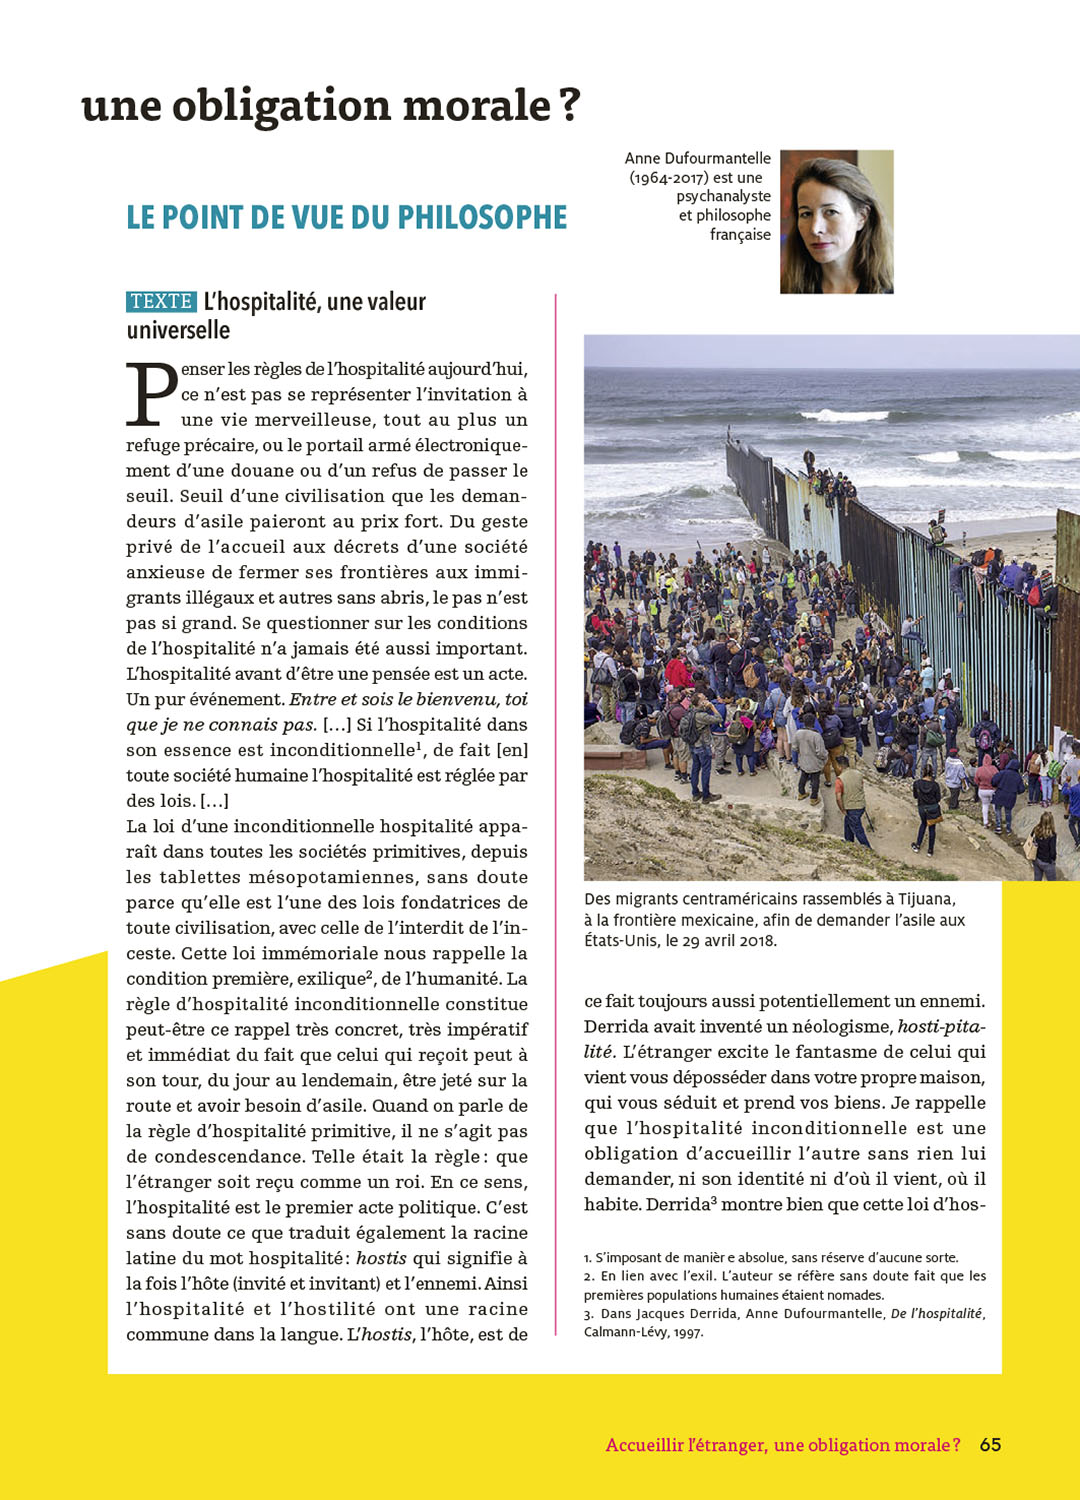 une obligation morale ?
Anne Dufourmantelle
(1964-2017) est une
psychanalyste
et philosophe
française
LE POINT DE VUE DU PHILOSOPHE
TEXTE L’hospitalité, une valeur
universelle
Penser les règles de l’hospitalité aujourd’hui,
ce n’est pas se représenter l’invitation à
une vie merveilleuse, tout au plus un
refuge précaire, ou le portail armé électronique-
ment d’une douane ou d’un refus de passer le
seuil. Seuil d’une civilisation que les deman-
deurs d’asile paieront au prix fort. Du geste
privé de l’accueil aux décrets d’une société
anxieuse de fermer ses frontières aux immi-
grants illégaux et autres sans abris, le pas n’est
pas si grand. Se questionner sur les conditions
de l’hospitalité n’a jamais été aussi important.
L’hospitalité avant d’être une pensée est un acte.
Un pur événement. Entre et sois le bienvenu, toi
que je ne connais pas. […] Si l’hospitalité dans
son essence est inconditionnelle¹, de fait [en]
toute société humaine l’hospitalité est réglée par
des lois. […]
La loi d’une inconditionnelle hospitalité appa-
raît dans toutes les sociétés primitives, depuis
les tablettes mésopotamiennes, sans doute
parce qu’elle est l’une des lois fondatrices de
toute civilisation, avec celle de l’interdit de l’in-
ceste. Cette loi immémoriale nous rappelle la
condition première, exilique², de l’humanité. La
règle d’hospitalité inconditionnelle constitue
peut-être ce rappel très concret, très impératif
et immédiat du fait que celui qui reçoit peut à
son tour, du jour au lendemain, être jeté sur la
route et avoir besoin d’asile. Quand on parle de
la règle d’hospitalité primitive, il ne s’agit pas
de condescendance. Telle était la règle : que
l’étranger soit reçu comme un roi. En ce sens,
l’hospitalité est le premier acte politique. C’est
sans doute ce que traduit également la racine
latine du mot hospitalité : hostis qui signifie à
la fois l’hôte (invité et invitant) et l’ennemi. Ainsi
l’hospitalité et l’hostilité ont une racine
commune dans la langue. L’hostis, l’hôte, est de
Des migrants centraméricains rassemblés à Tijuana,
à la frontière mexicaine, afin de demander l’asile aux
États-Unis, le 29 avril 2018.
ce fait toujours aussi potentiellement un ennemi.
Derrida avait inventé un néologisme, hosti-pita-
lité. L’étranger excite le fantasme de celui qui
vient vous déposséder dans votre propre maison,
qui vous séduit et prend vos biens. Je rappelle
que l’hospitalité inconditionnelle est une
obligation d’accueillir l’autre sans rien lui
demander, ni son identité ni d’où il vient, où il
habite. Derrida³ montre bien que cette loi d’hos-
1. S’imposant de manièr e absolue, sans réserve d’aucune sorte.
2. En lien avec l’exil. L’auteur se réfère sans doute fait que les
premières populations humaines étaient nomades.
3. Dans Jacques Derrida, Anne Dufourmantelle, De l’hospitalité,
Calmann-Lévy, 1997.
Accueillir l’étranger, une obligation morale ? 65